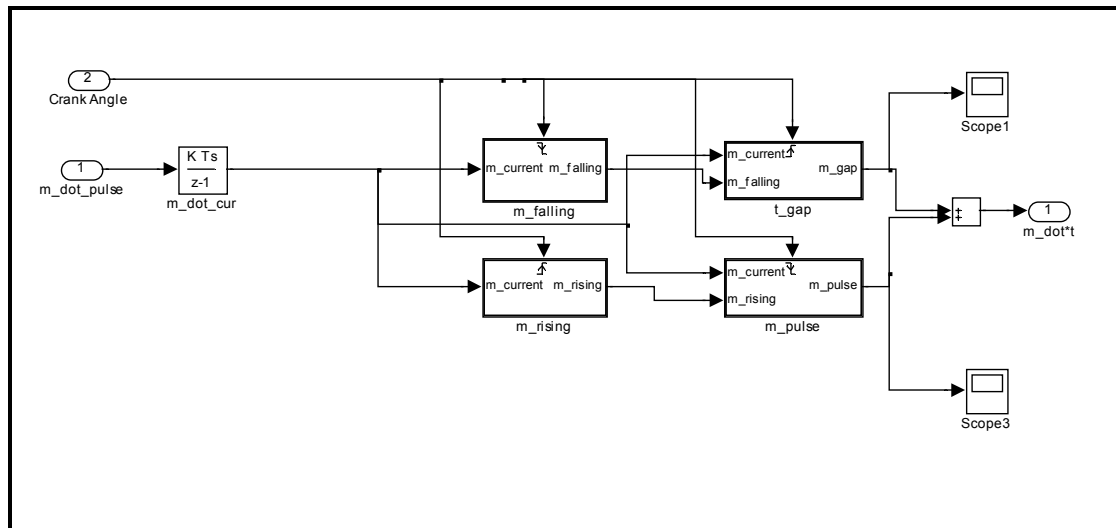 2
Crank Angle
Scope1
1
m_dot_pulse
K Ts
z-1
m_dot_cur
m_current m_falling
m_falling
m_current
m_falling
m_gap
t_gap
+
+
1
m_dot*t
m_current m_rising
m_rising
m_current
m_rising
m_pulse
m_pulse
Scope3